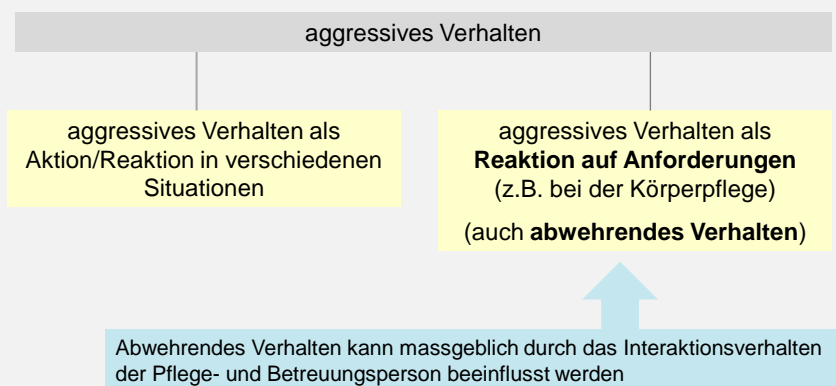 aggressives Verhalten
aggressives Verhalten als
Aktion/Reaktion in verschiedenen
Situationen
aggressives Verhalten als
Reaktion auf Anforderungen
(z.B. bei der Körperpflege)
(auch abwehrendes Verhalten)
Abwehrendes Verhalten kann massgeblich durch das Interaktionsverhalten
der Pflege- und Betreuungsperson beeinflusst werden